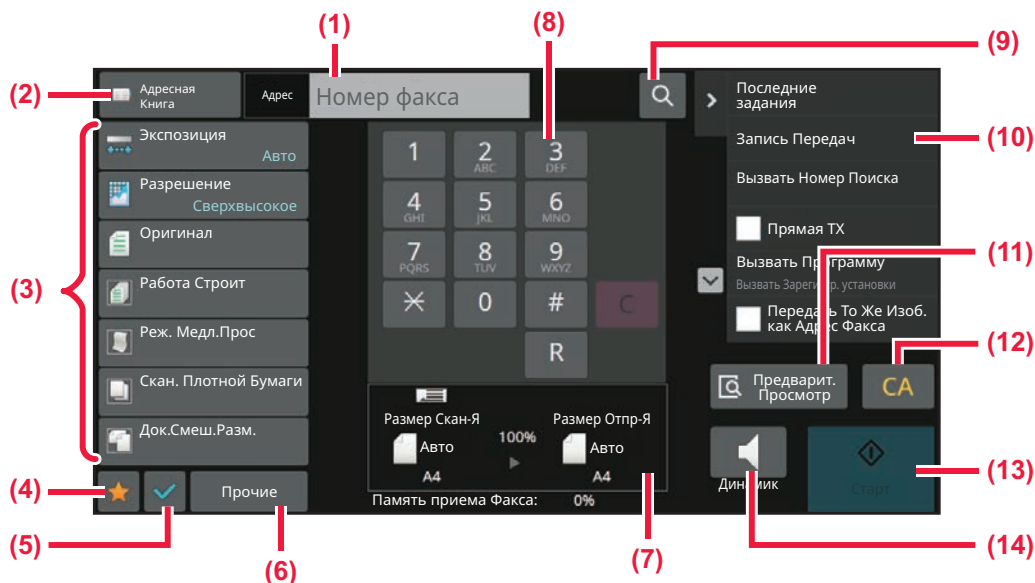 (1)
(8)
(9)
(2)
Адресная
Книга
Адрес
Номер факса
Последние
задания
(10)
Запись Передач
Вызвать Номер Поиска
Прямая TX
Вызвать Программу
Вызвать Зарегистр. установки
Передать То Же Изоб.
как Адрес Факса
(11)
(3)
Экспозиция
Авто
Разрешение
Сверхвысокое
Оригинал
Работа Строит
Реж. Медл.Прос
Скан. Плотной Бумаги
Док.Смеш.Разм.
1
2
ABC
3
DEF
4
GHI
5
JKL
6
MNO
7
PQRS
8
TUV
9
WXYZ
0
#
C
R
(12)
Предварит.
Просмотр
CA
Размер Скан-Я
Размер Отпр-Я
100%
Авто
Авто
A4
A4
Память приема Факса: 0%
Динамик
Старт
(13)
(4)
Прочие
(5)
(6)
(7)
(14)